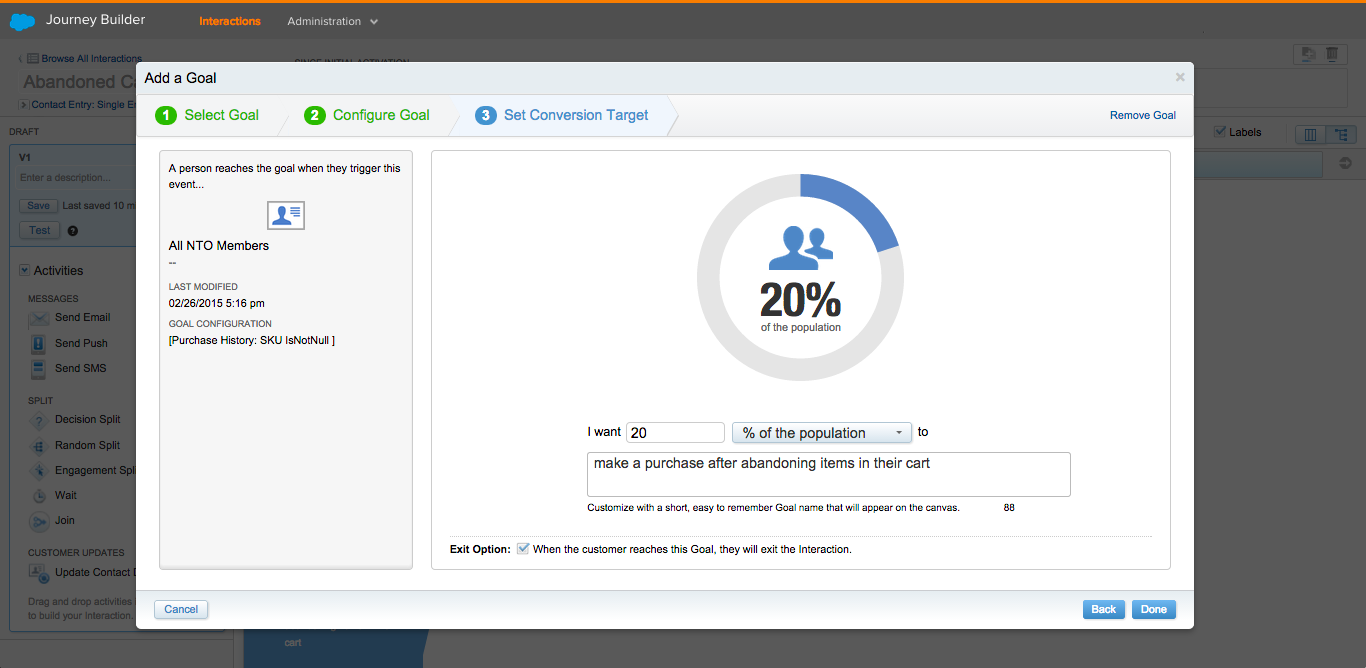 Journey Builder
Interactions
Administration
Browse All Interactions
Abandoned Ca
Contact Entry: Single En
DRAFT
V1
Enter a description...
Save
Last saved 10 m
Test
?
Activities
MESSAGES
Send Email
Send Push
Send SMS
SPLIT
Decision Split
Random Split
Engagement Spli
Wait
Join
CUSTOMER UPDATES
Update Contact D
Drag and drop activities
to build your Interaction.
SINCE INITIAL ACTIVATION
Labels
Add a Goal
×
1 Select Goal
2 Configure Goal
3 Set Conversion Target
Remove Goal
A person reaches the goal when they trigger this
event...
All NTO Members
--
LAST MODIFIED
02/26/2015 5:16 pm
GOAL CONFIGURATION
[Purchase History: SKU IsNotNull ]
20%
of the population
I want 20 % of the population to
make a purchase after abandoning items in their cart
Customize with a short, easy to remember Goal name that will appear on the canvas. 88
Exit Option: When the customer reaches this Goal, they will exit the Interaction.
Cancel
Back
Done
cart